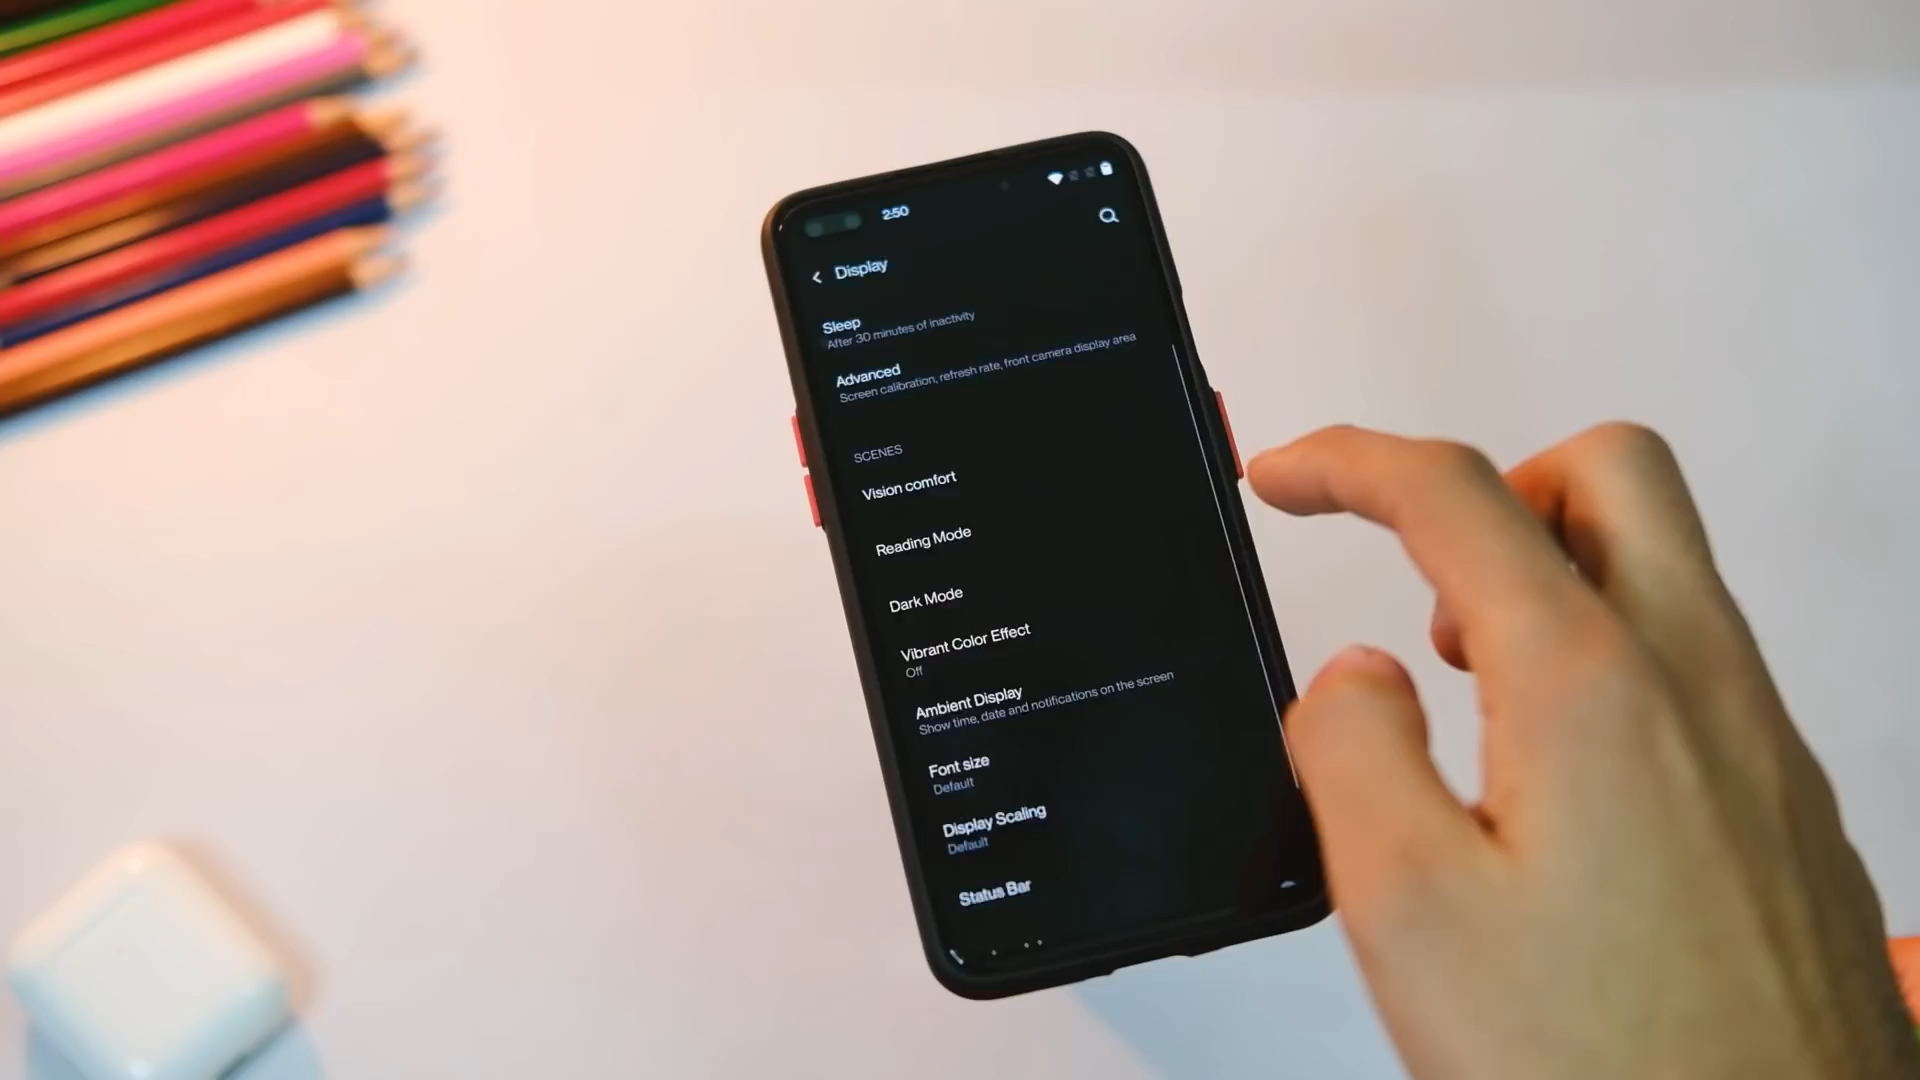 2:50
Display
Sleep
After 30 minutes of inactivity
Advanced
Screen calibration, refresh rate, front camera display area
SCENES
Vision comfort
Reading Mode
Dark Mode
Vibrant Color Effect
Off
Ambient Display
Show time, date and notifications on the screen
Font size
Default
Display Scaling
Default
Status Bar